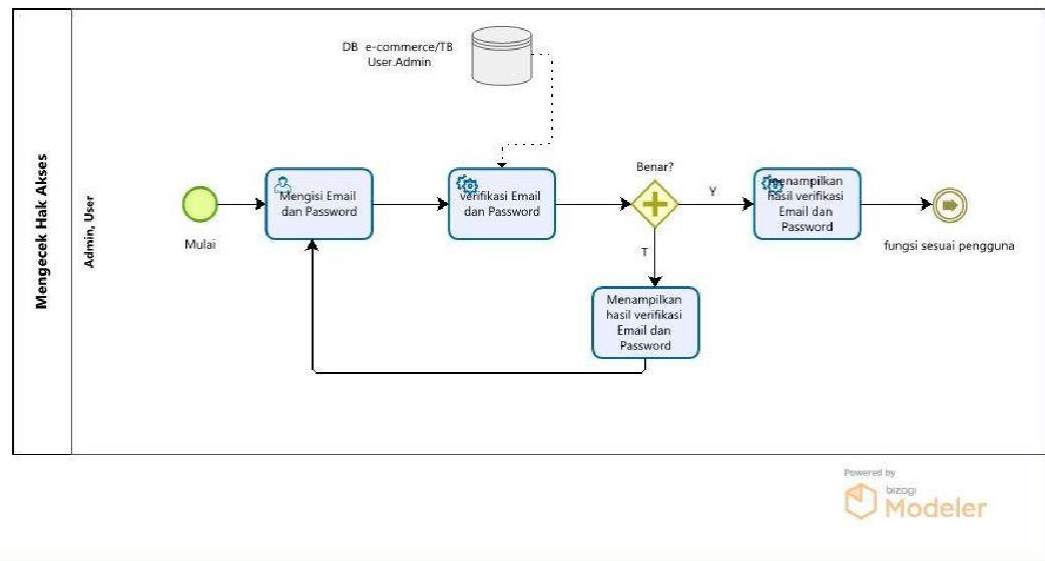 Mengecek Hak Akses
Admin, User
DB e-commerce/TB
User.Admin
Mulai
Mengisi Email
dan Password
verifikasi Email
dan Password
Benar?
Y
T
menampilkan
hasil verifikasi
Email dan
Password
fungsi sesuai pengguna
Menampilkan
hasil verifikasi
Email dan
Password
Powered by
bizagi
Modeler